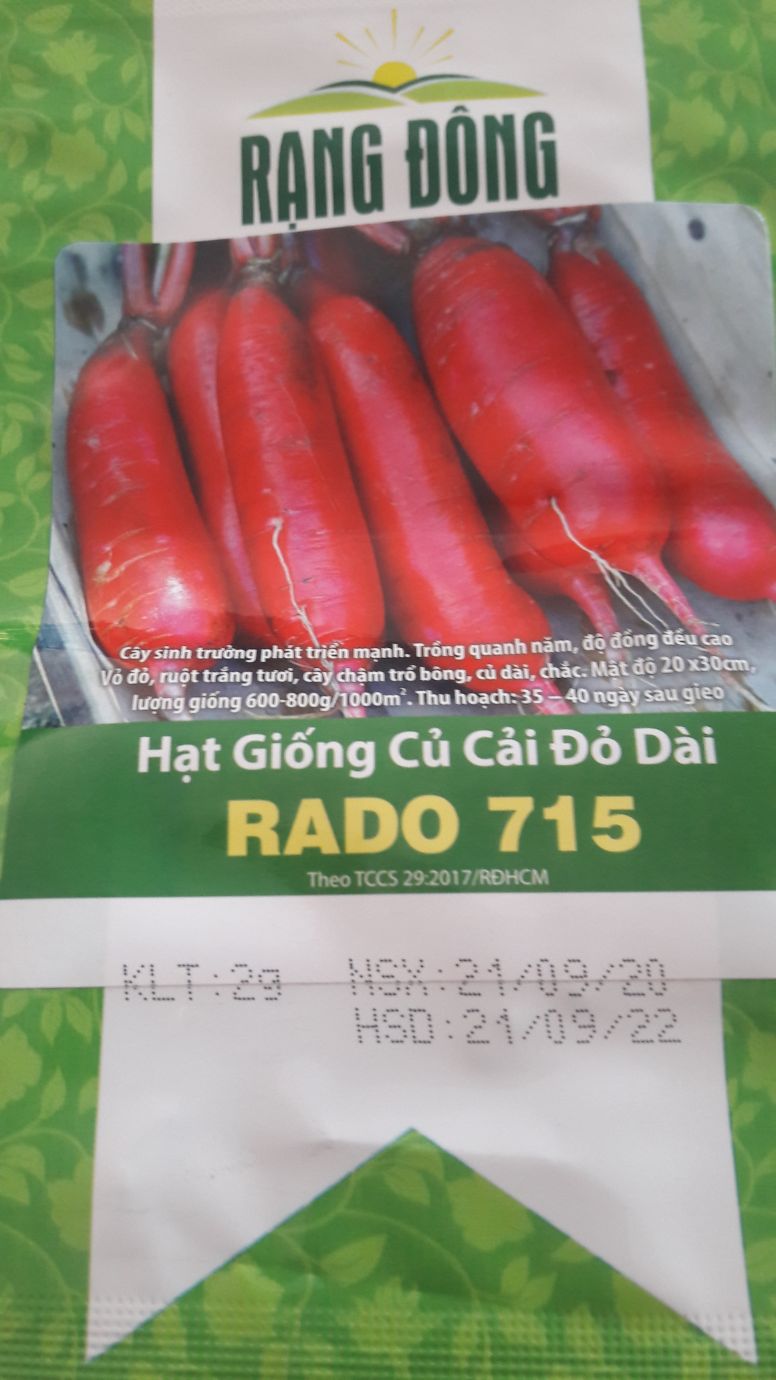 RẠNG ĐÔNG
Cây sinh trưởng phát triển mạnh. Trồng quanh năm, độ đồng đều cao
Vỏ đỏ, ruột trắng tươi, cây chậm trổ bông, củ dài, chắc. Mật độ 20 x30cm,
lượng giống 600-800g/1000m². Thu hoạch: 35 – 40 ngày sau gieo
Hạt Giống Củ Cải Đỏ Dài
RADO 715
Theo TCCS 29:2017/RĐHCM
KLT:2g NSX:21/09/20
HSD:21/09/22